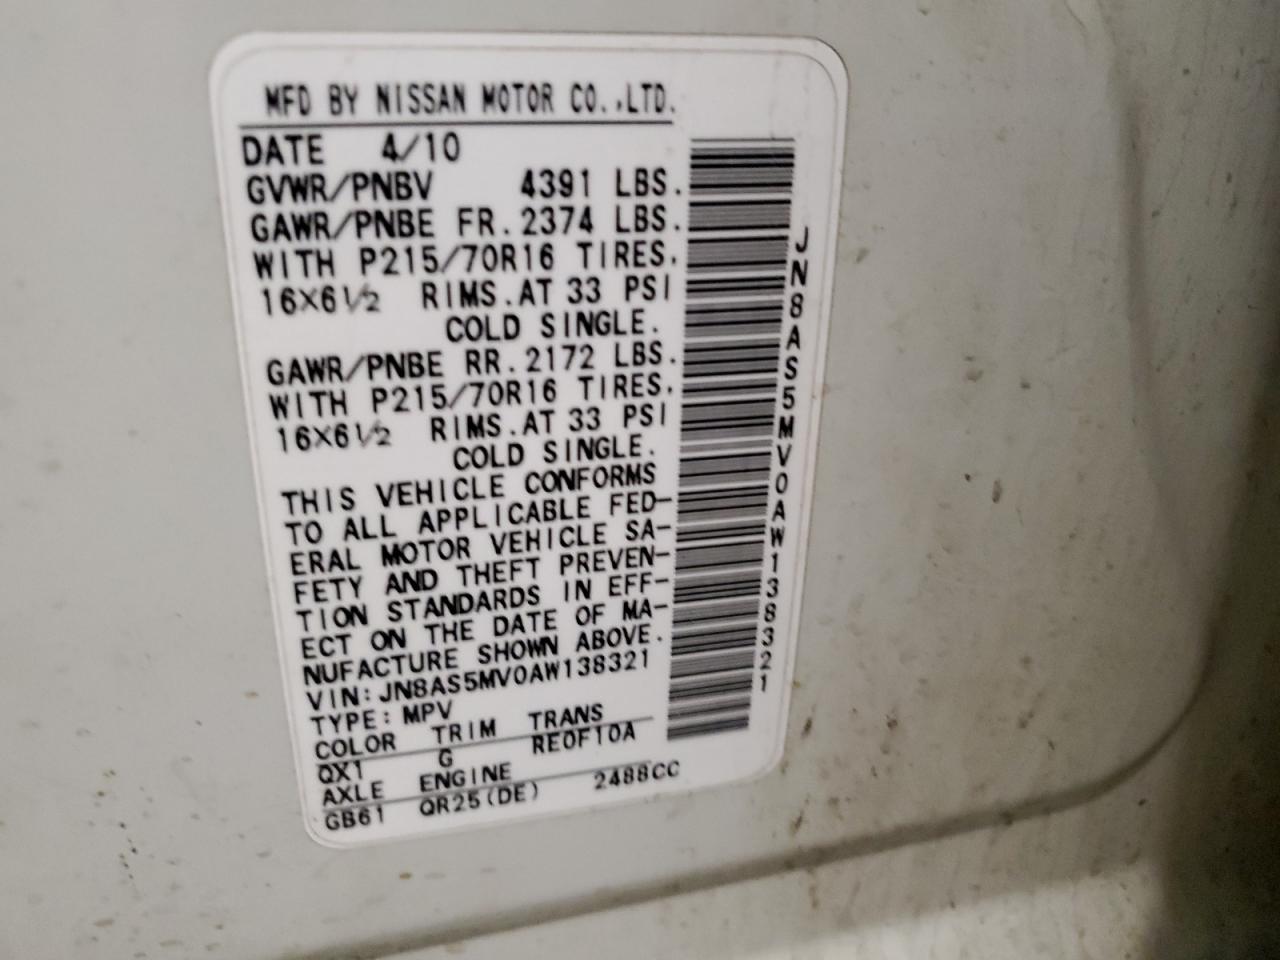 MFD BY NISSAN MOTOR CO.,LTD.
DATE 4/10
GVWR/PNBV 4391 LBS.
GAWR/PNBE FR. 2374 LBS.
WITH P215/70R16 TIRES.
16×6½ RIMS. AT 33 PSI
COLD SINGLE.
GAWR/PNBE RR. 2172 LBS.
WITH P215/70R16 TIRES.
16×6½ RIMS. AT 33 PSI
COLD SINGLE.
THIS VEHICLE CONFORMS
TO ALL APPLICABLE FED-
ERAL MOTOR VEHICLE SA-
FETY AND THEFT PREVEN-
TION STANDARDS IN EFF-
ECT ON THE DATE OF MA-
NUFACTURE SHOWN ABOVE.
VIN: JN8AS5MV0AW138321
TYPE: MPV
COLOR TRIM TRANS
QX1 G RE0F10A
AXLE ENGINE
GB61 QR25(DE) 2488CC
JN8AS5MV0AW138321